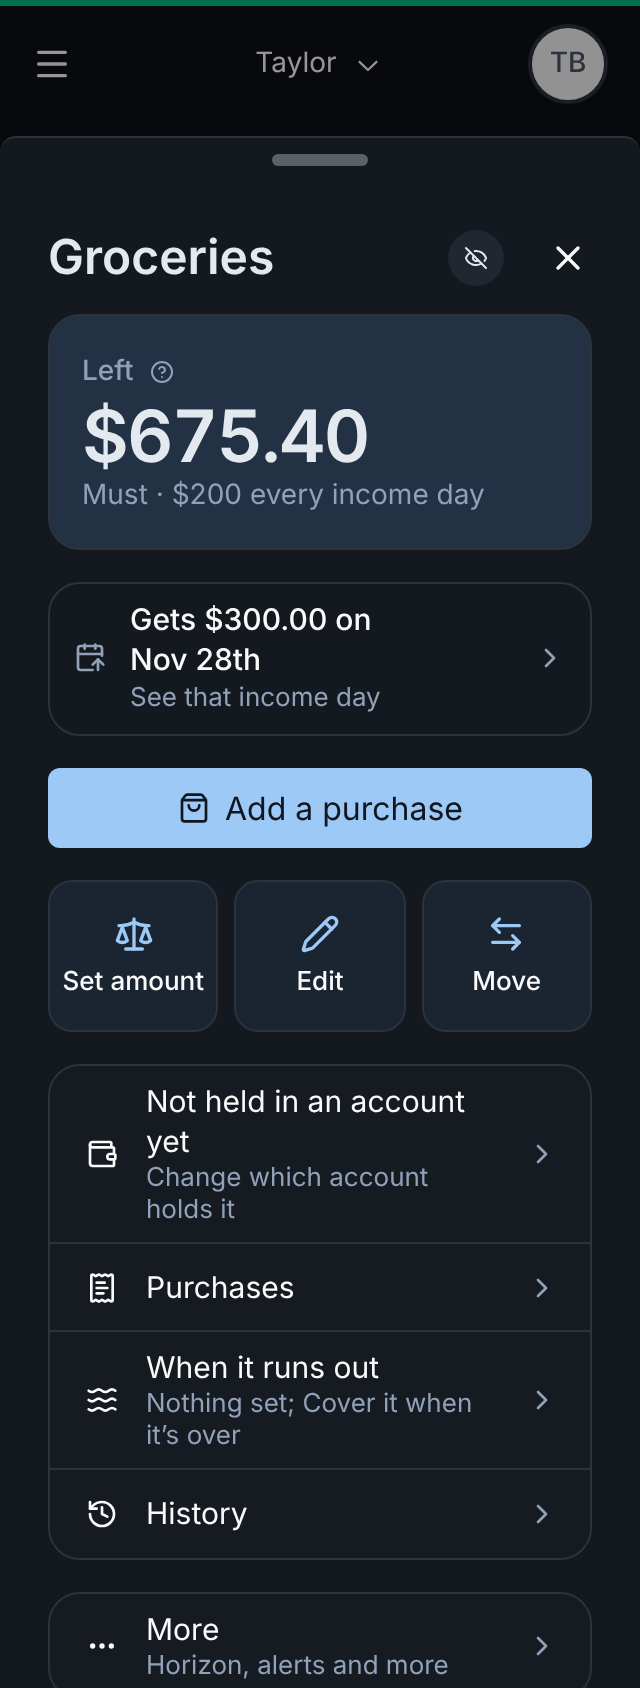 Taylor
TB
Groceries
Left
$675.40
Must · $200 every income day
Gets $300.00 on
Nov 28th
See that income day
Add a purchase
Set amount
Edit
Move
Not held in an account
yet
Change which account
holds it
Purchases
When it runs out
Nothing set; Cover it when
it’s over
History
More
Horizon, alerts and more